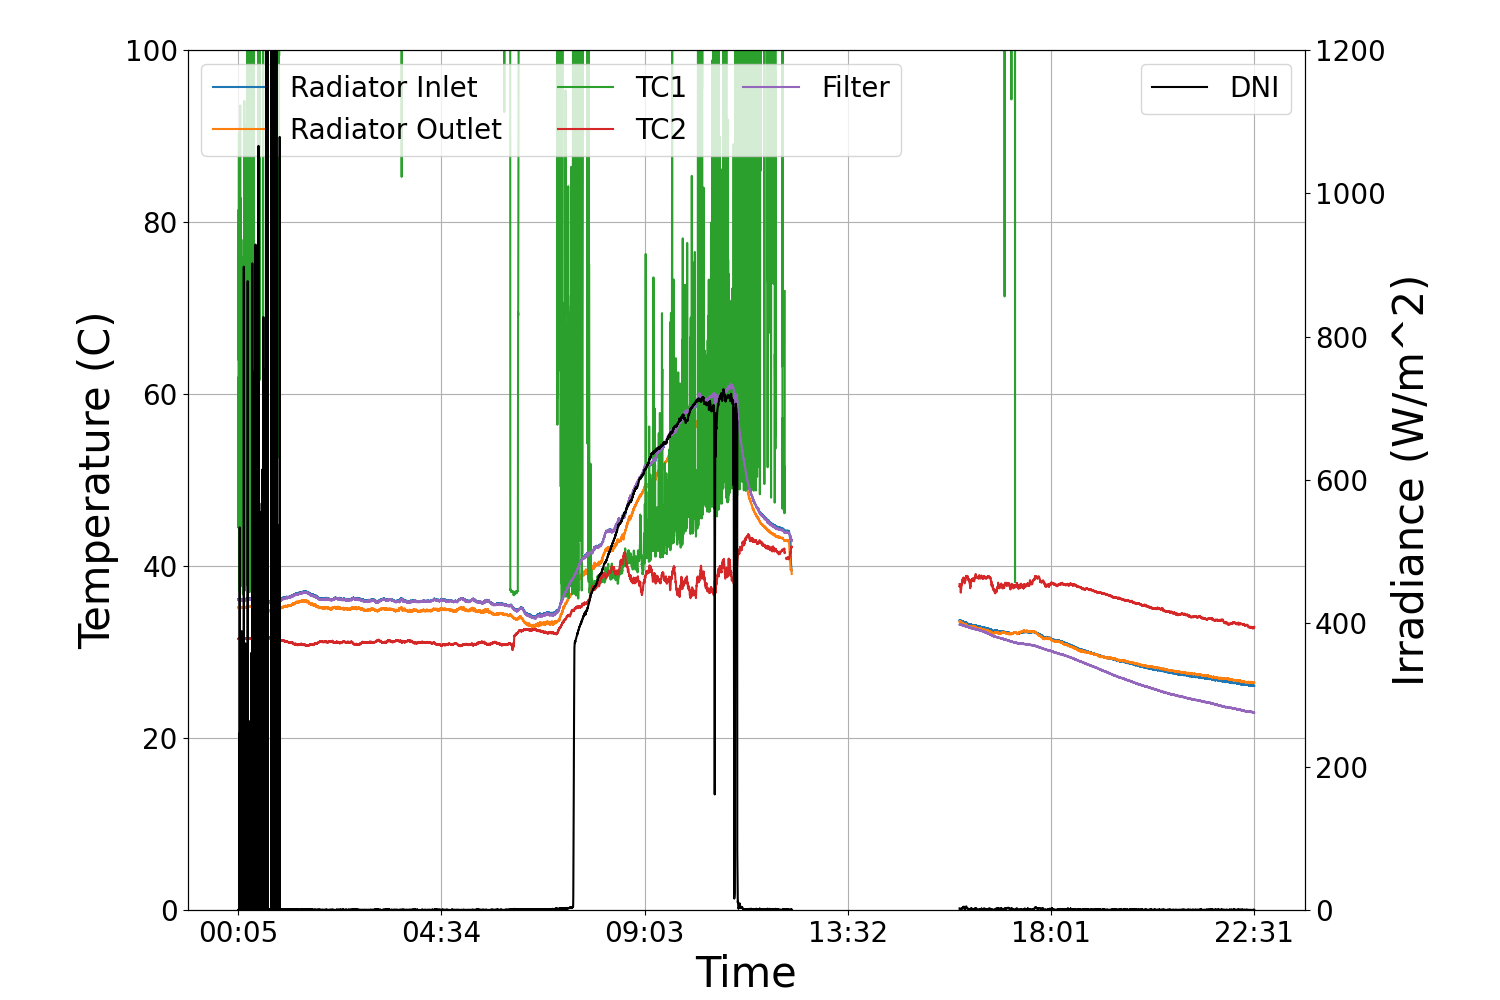 100
80
60
40
20
0
Temperature (C)
Radiator Inlet
Radiator Outlet
TC1
TC2
Filter
DNI
1200
1000
800
600
400
200
0
Irradiance (W/m^2)
00:05
04:34
09:03
13:32
18:01
22:31
Time